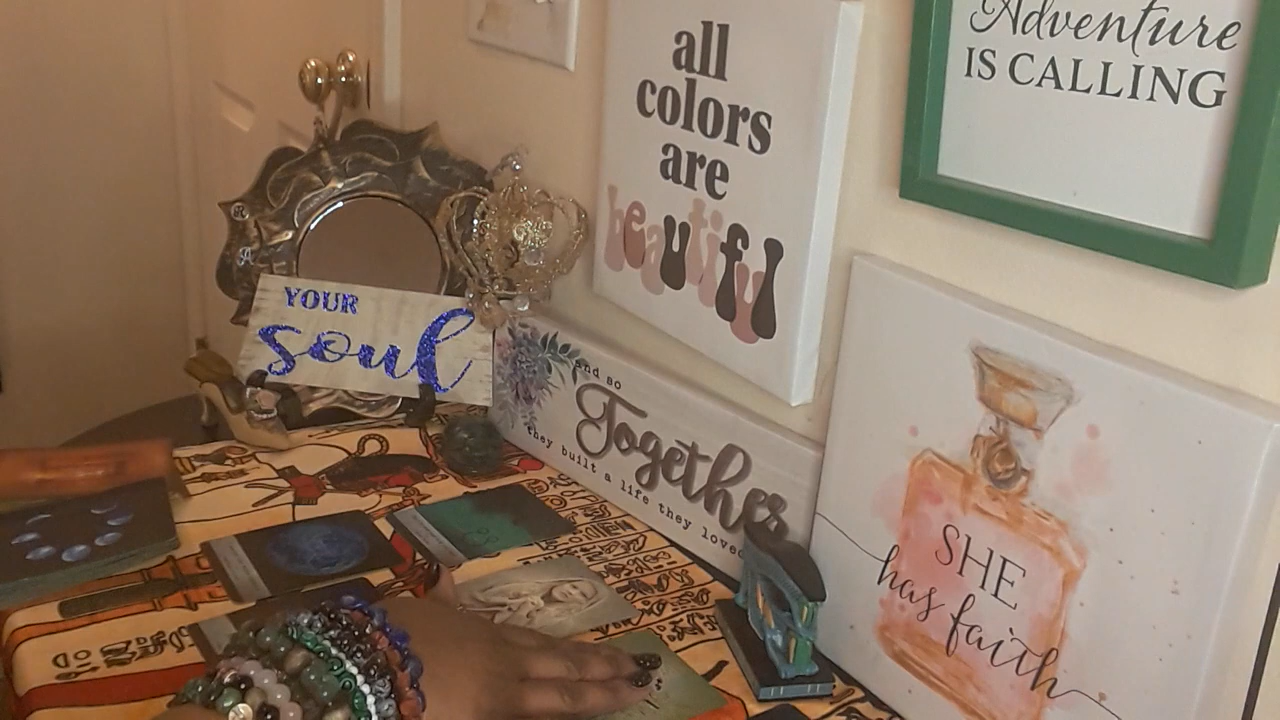 Adventure
IS CALLING
all
colors
are
beautiful
YOUR
soul
and so
Together
they built a life they loved
SHE
has faith